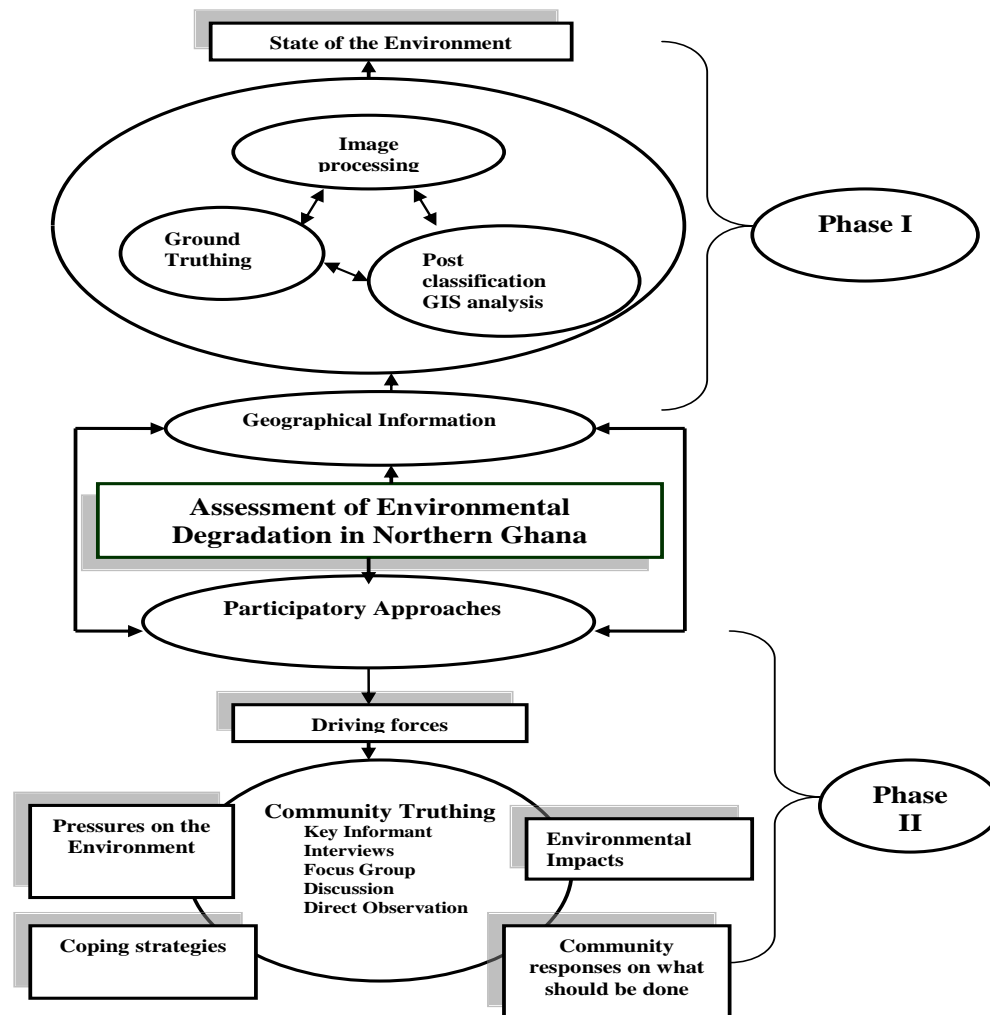 State of the Environment
Image
processing
Ground
Truthing
Post
classification
GIS analysis
Phase I
Geographical Information
Assessment of Environmental
Degradation in Northern Ghana
Participatory Approaches
Driving forces
Community Truthing
Key Informant
Interviews
Focus Group
Discussion
Direct Observation
Pressures on the
Environment
Environmental
Impacts
Phase
II
Coping strategies
Community
responses on what
should be done